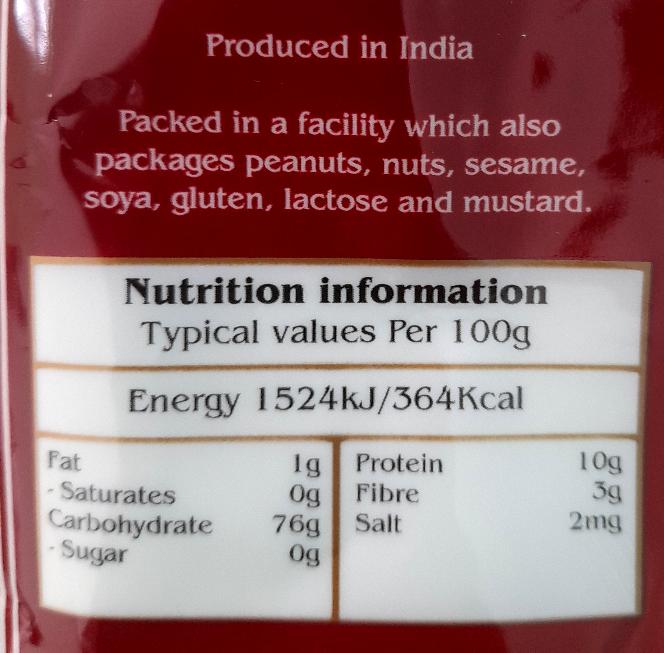 Produced in India
Packed in a facility which also
packages peanuts, nuts, sesame,
soya, gluten, lactose and mustard.
Nutrition information
Typical values Per 100g
Energy 1524kJ/364Kcal
Fat 1g
- Saturates 0g
Carbohydrate 76g
- Sugar 0g
Protein 10g
Fibre 3g
Salt 2mg